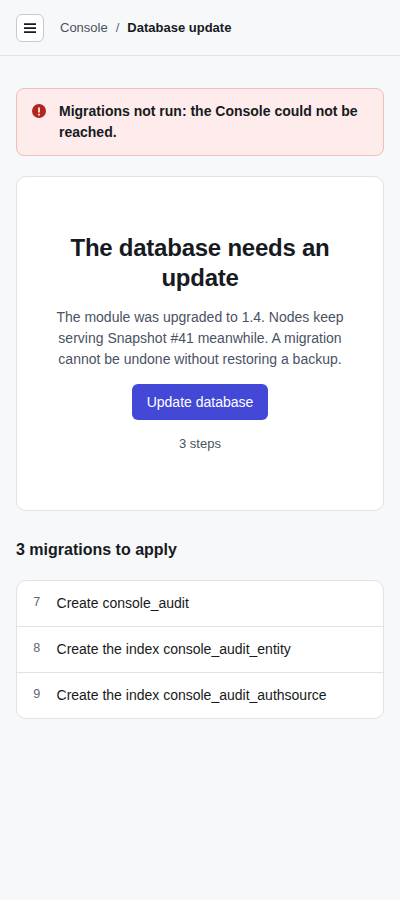 Console / Database update
Migrations not run: the Console could not be
reached.
The database needs an
update
The module was upgraded to 1.4. Nodes keep
serving Snapshot #41 meanwhile. A migration
cannot be undone without restoring a backup.
Update database
3 steps
3 migrations to apply
7 Create console_audit
8 Create the index console_audit_entity
9 Create the index console_audit_authsource